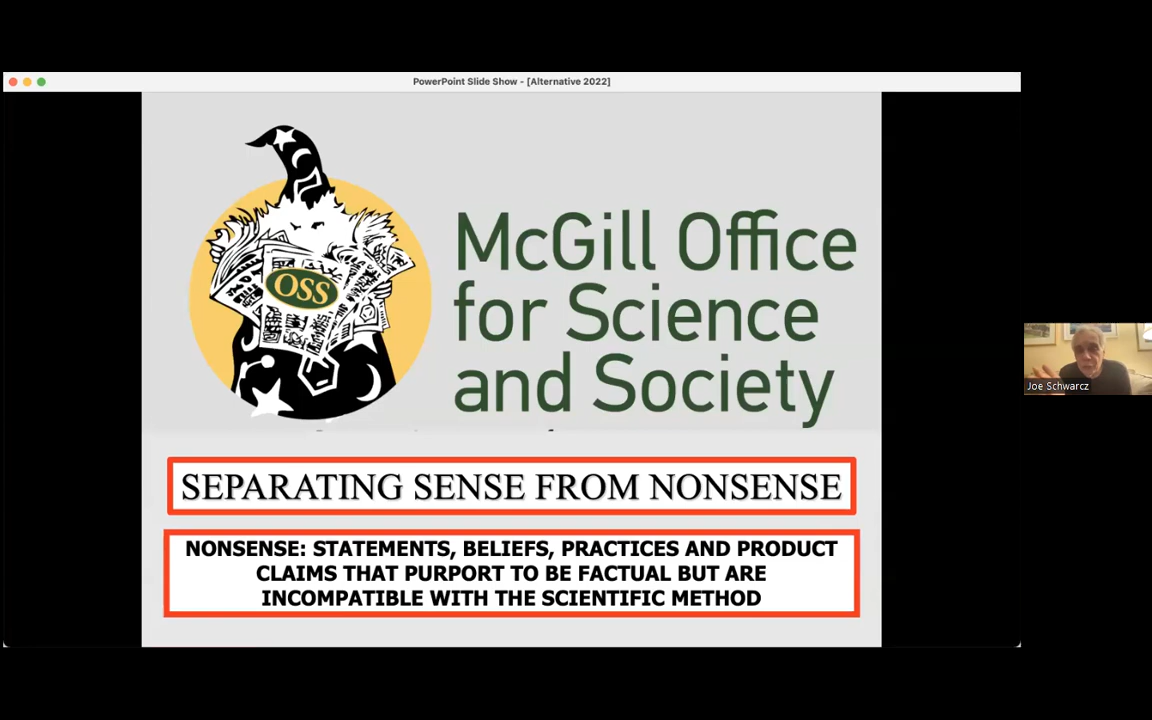 PowerPoint Slide Show - [Alternative 2022]
OSS
McGill Office
for Science
and Society
SEPARATING SENSE FROM NONSENSE
NONSENSE: STATEMENTS, BELIEFS, PRACTICES AND PRODUCT
CLAIMS THAT PURPORT TO BE FACTUAL BUT ARE
INCOMPATIBLE WITH THE SCIENTIFIC METHOD
Joe Schwarcz